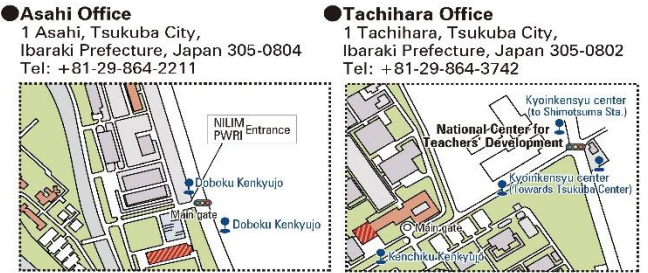 ●Asahi Office
1 Asahi, Tsukuba City,
Ibaraki Prefecture, Japan 305-0804
Tel: +81-29-864-2211
NILIM
PWRI Entrance
Doboku Kenkyujo
Main gate
Doboku Kenkyujo
●Tachihara Office
1 Tachihara, Tsukuba City,
Ibaraki Prefecture, Japan 305-0802
Tel: +81-29-864-3742
Kyoinkensyu center
(to Shimotsuma Sta.)
National Center for
Teachers' Development
Kyoinkensyu center
(Towards Tsukuba Center)
Main gate
Kenchiku Kenkyujo